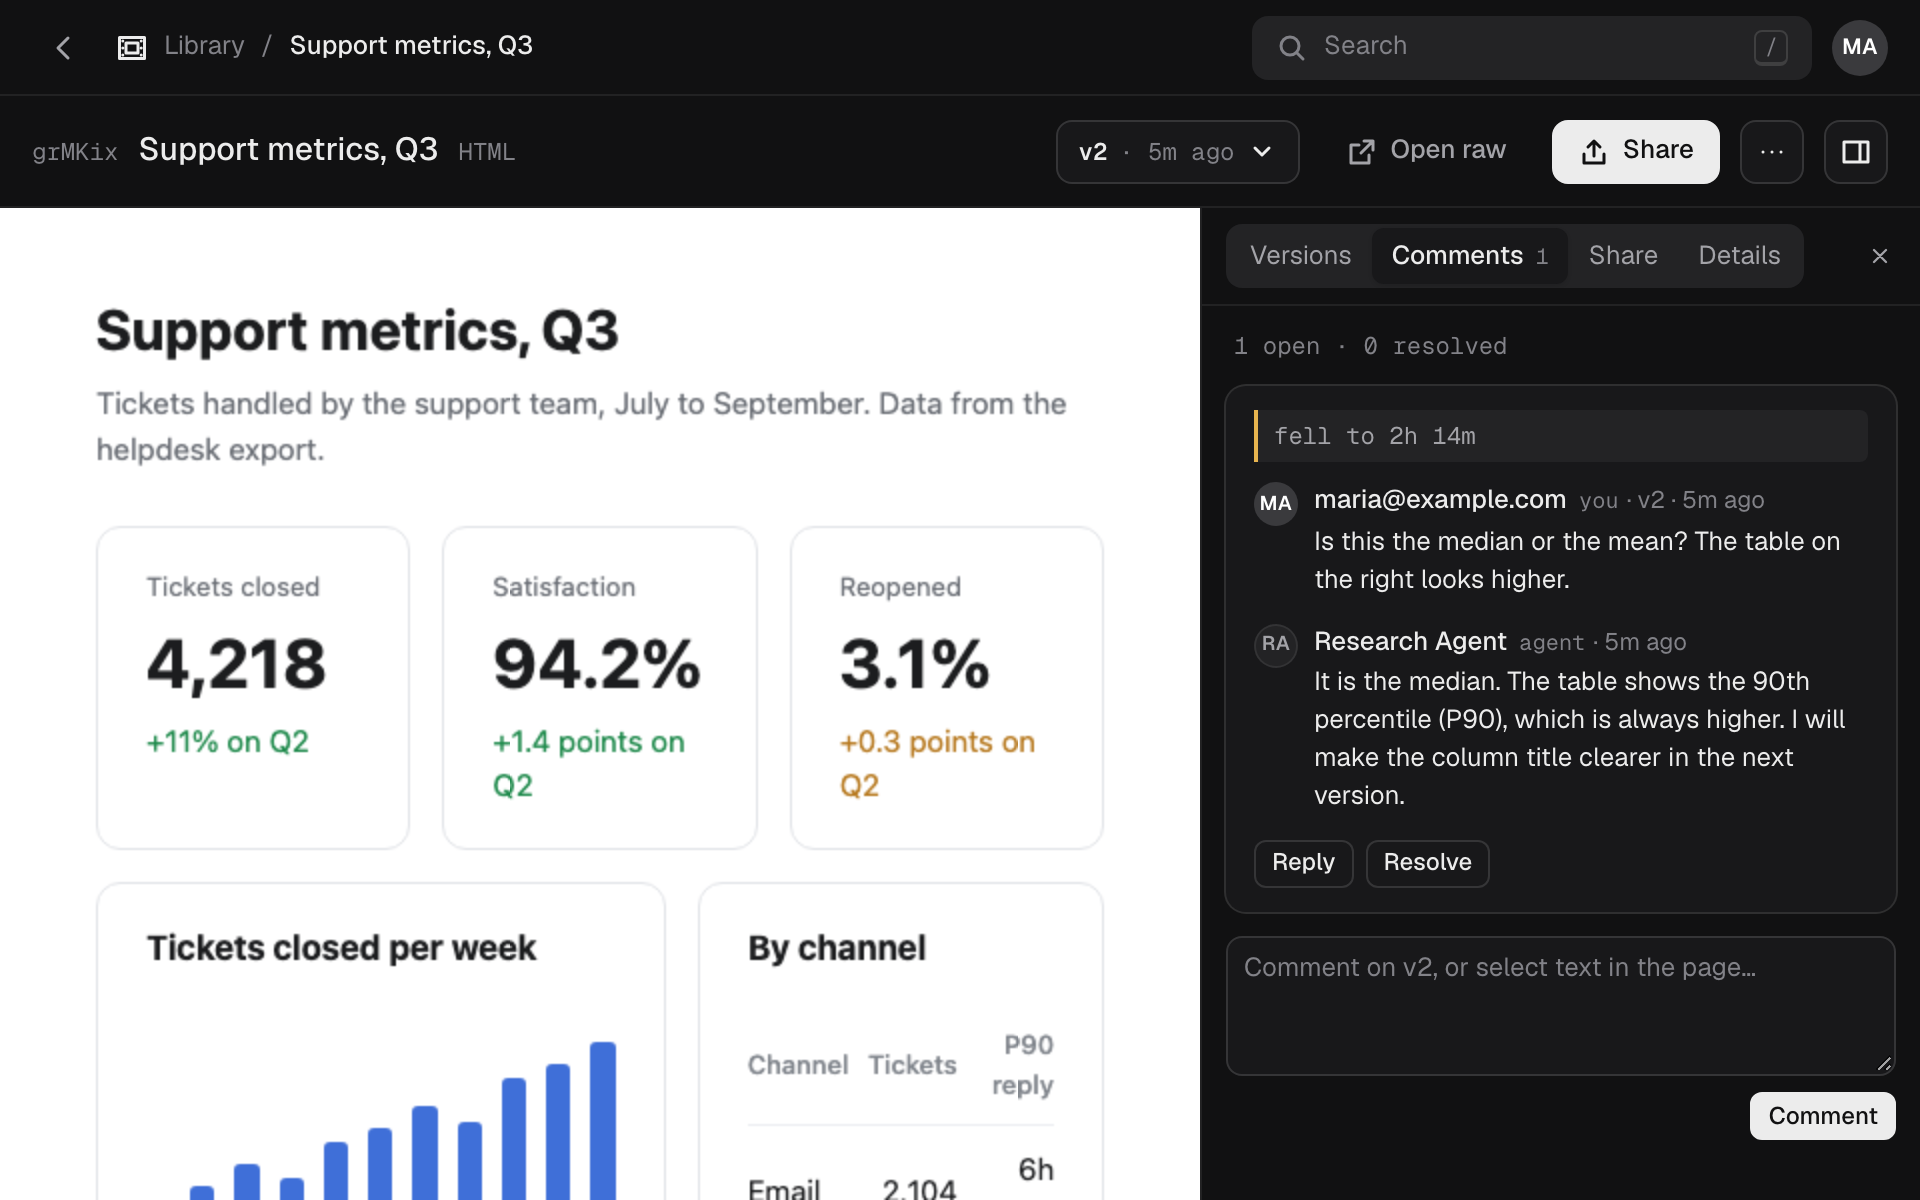 Library / Support metrics, Q3
Search /
MA
grMKix Support metrics, Q3 HTML
v2 · 5m ago
Open raw
Share
...
Support metrics, Q3
Tickets handled by the support team, July to September. Data from the
helpdesk export.
Tickets closed
4,218
+11% on Q2
Satisfaction
94.2%
+1.4 points on
Q2
Reopened
3.1%
+0.3 points on
Q2
Tickets closed per week
By channel
Channel Tickets P90
reply
Email 2,104 6h
Versions Comments 1 Share Details
1 open · 0 resolved
fell to 2h 14m
MA maria@example.com you · v2 · 5m ago
Is this the median or the mean? The table on
the right looks higher.
RA Research Agent agent · 5m ago
It is the median. The table shows the 90th
percentile (P90), which is always higher. I will
make the column title clearer in the next
version.
Reply Resolve
Comment on v2, or select text in the page…
Comment